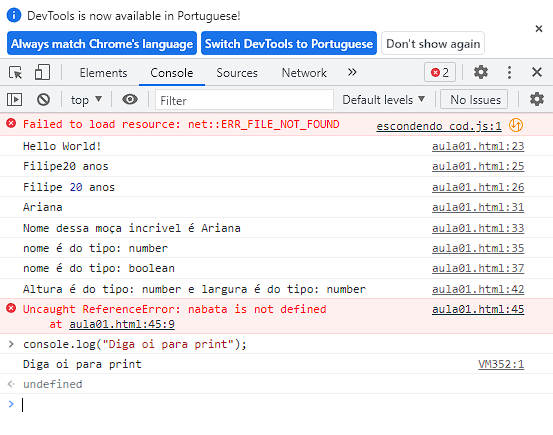 DevTools is now available in Portuguese!
Always match Chrome's language Switch DevTools to Portuguese Don't show again
Elements Console Sources Network » 2
top Filter Default levels No Issues
Failed to load resource: net::ERR_FILE_NOT_FOUND escondendo cod.js:1
Hello World! aula01.html:23
Filipe20 anos aula01.html:25
Filipe 20 anos aula01.html:26
Ariana aula01.html:31
Nome dessa moça incrivel é Ariana aula01.html:33
nome é do tipo: number aula01.html:35
nome é do tipo: boolean aula01.html:37
Altura é do tipo: number e largura é do tipo: number aula01.html:42
Uncaught ReferenceError: nabata is not defined aula01.html:45
at aula01.html:45:9
> console.log("Diga oi para print");
Diga oi para print VM352:1
undefined
>